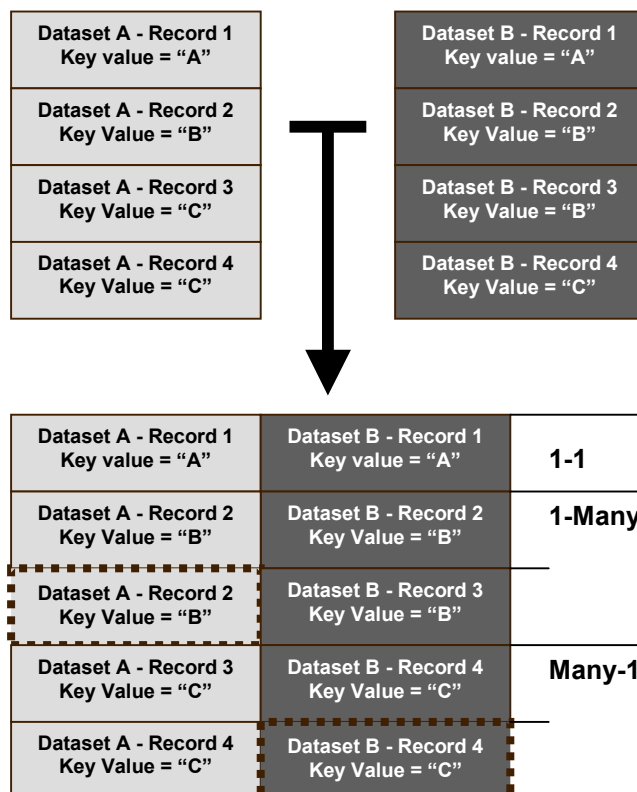 Dataset A - Record 1
Key value = “A”
Dataset A - Record 2
Key Value = “B”
Dataset A - Record 3
Key Value = “C”
Dataset A - Record 4
Key Value = “C”
Dataset B - Record 1
Key value = “A”
Dataset B - Record 2
Key Value = “B”
Dataset B - Record 3
Key Value = “B”
Dataset B - Record 4
Key Value = “C”
Dataset A - Record 1
Key value = “A”
Dataset B - Record 1
Key value = “A”
1-1
Dataset A - Record 2
Key Value = “B”
Dataset B - Record 2
Key Value = “B”
1-Many
Dataset A - Record 2
Key Value = “B”
Dataset B - Record 3
Key Value = “B”
Dataset A - Record 3
Key Value = “C”
Dataset B - Record 4
Key Value = “C”
Many-1
Dataset A - Record 4
Key Value = “C”
Dataset B - Record 4
Key Value = “C”